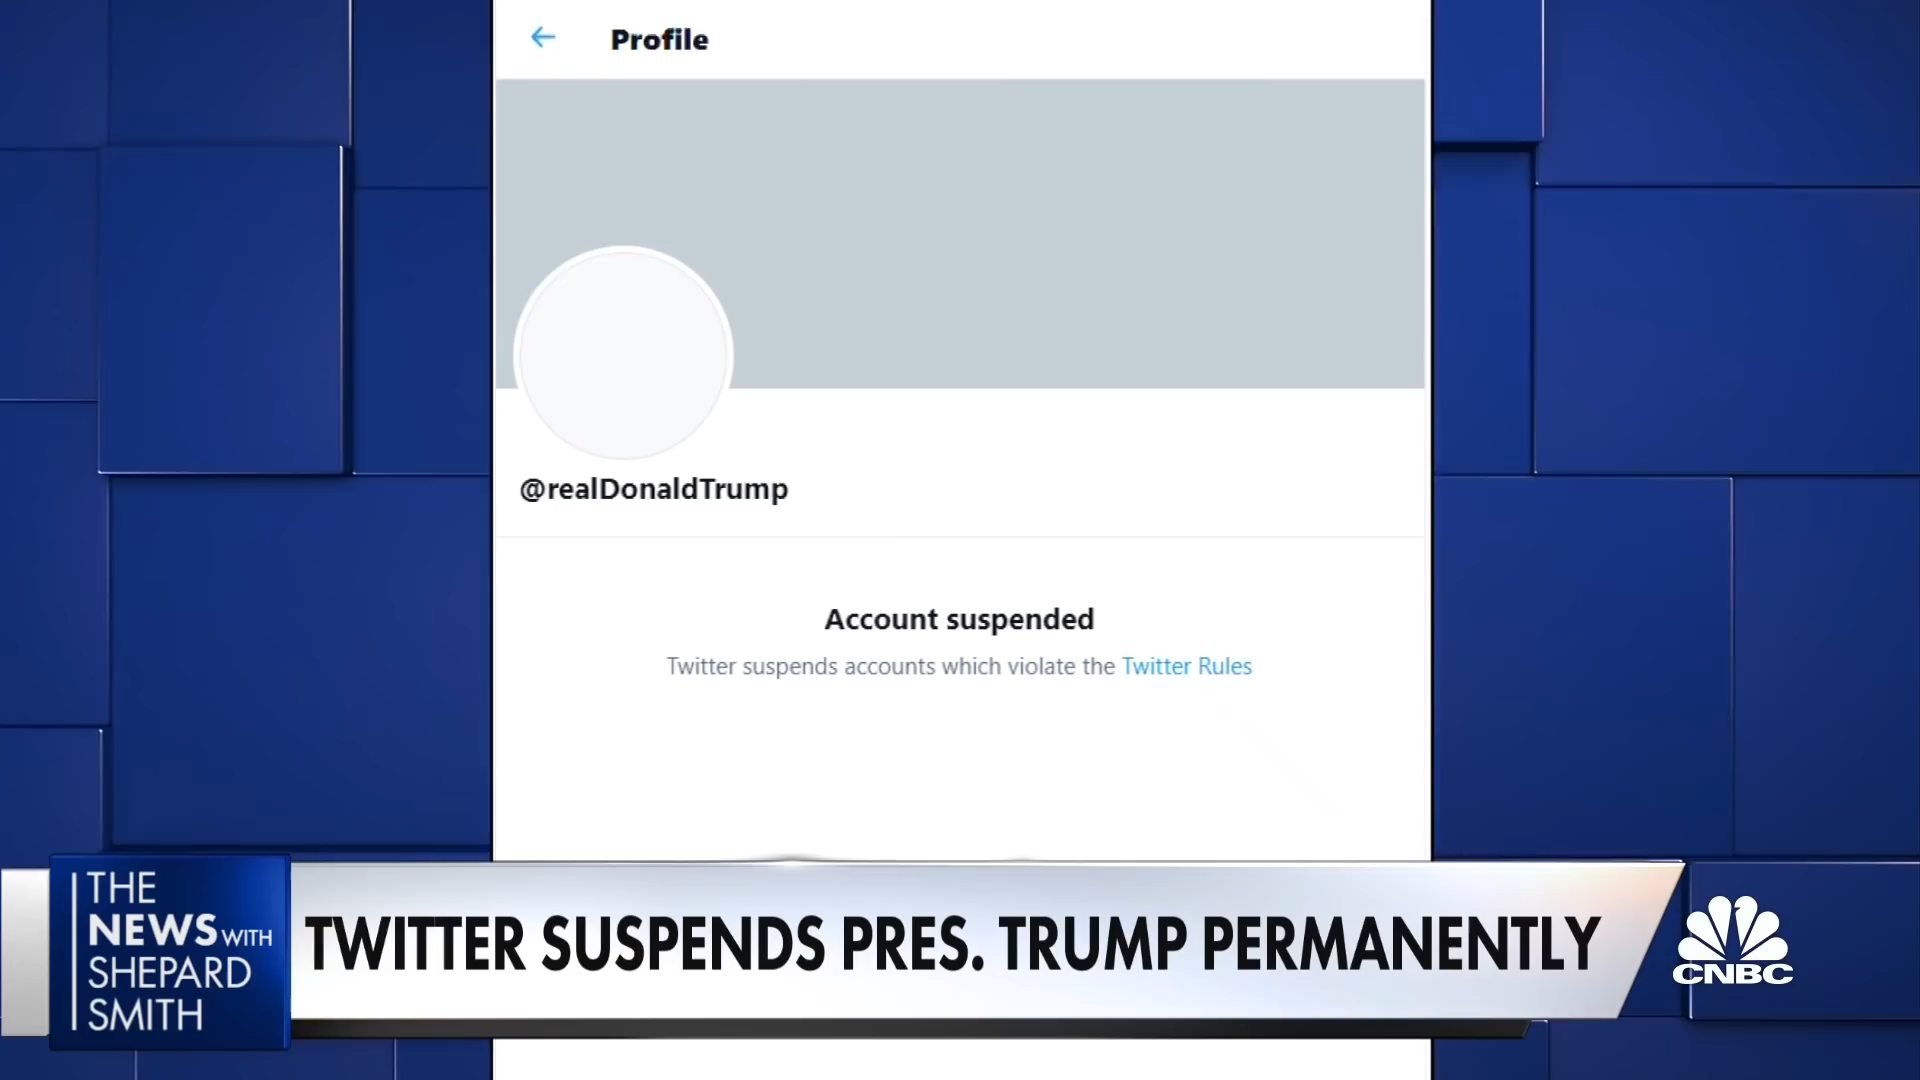 Profile
@realDonaldTrump
Account suspended
Twitter suspends accounts which violate the Twitter Rules
THE
NEWS WITH
SHEPARD
SMITH
TWITTER SUSPENDS PRES. TRUMP PERMANENTLY
CNBC